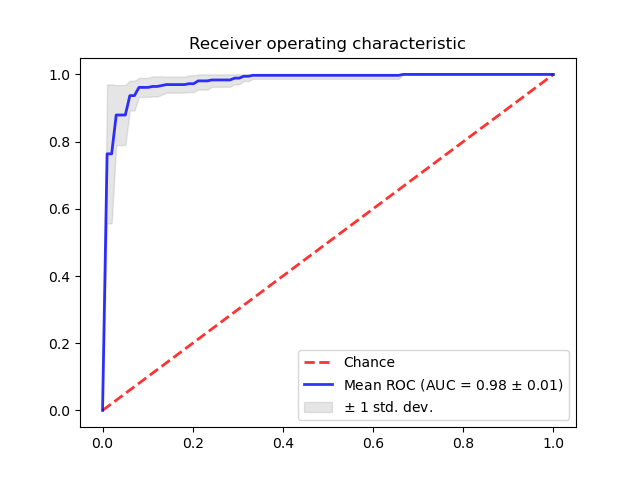 Receiver operating characteristic
1.0
0.8
0.6
0.4
0.2
0.0
Chance
Mean ROC (AUC = 0.98 ± 0.01)
± 1 std. dev.
0.0 0.2 0.4 0.6 0.8 1.0